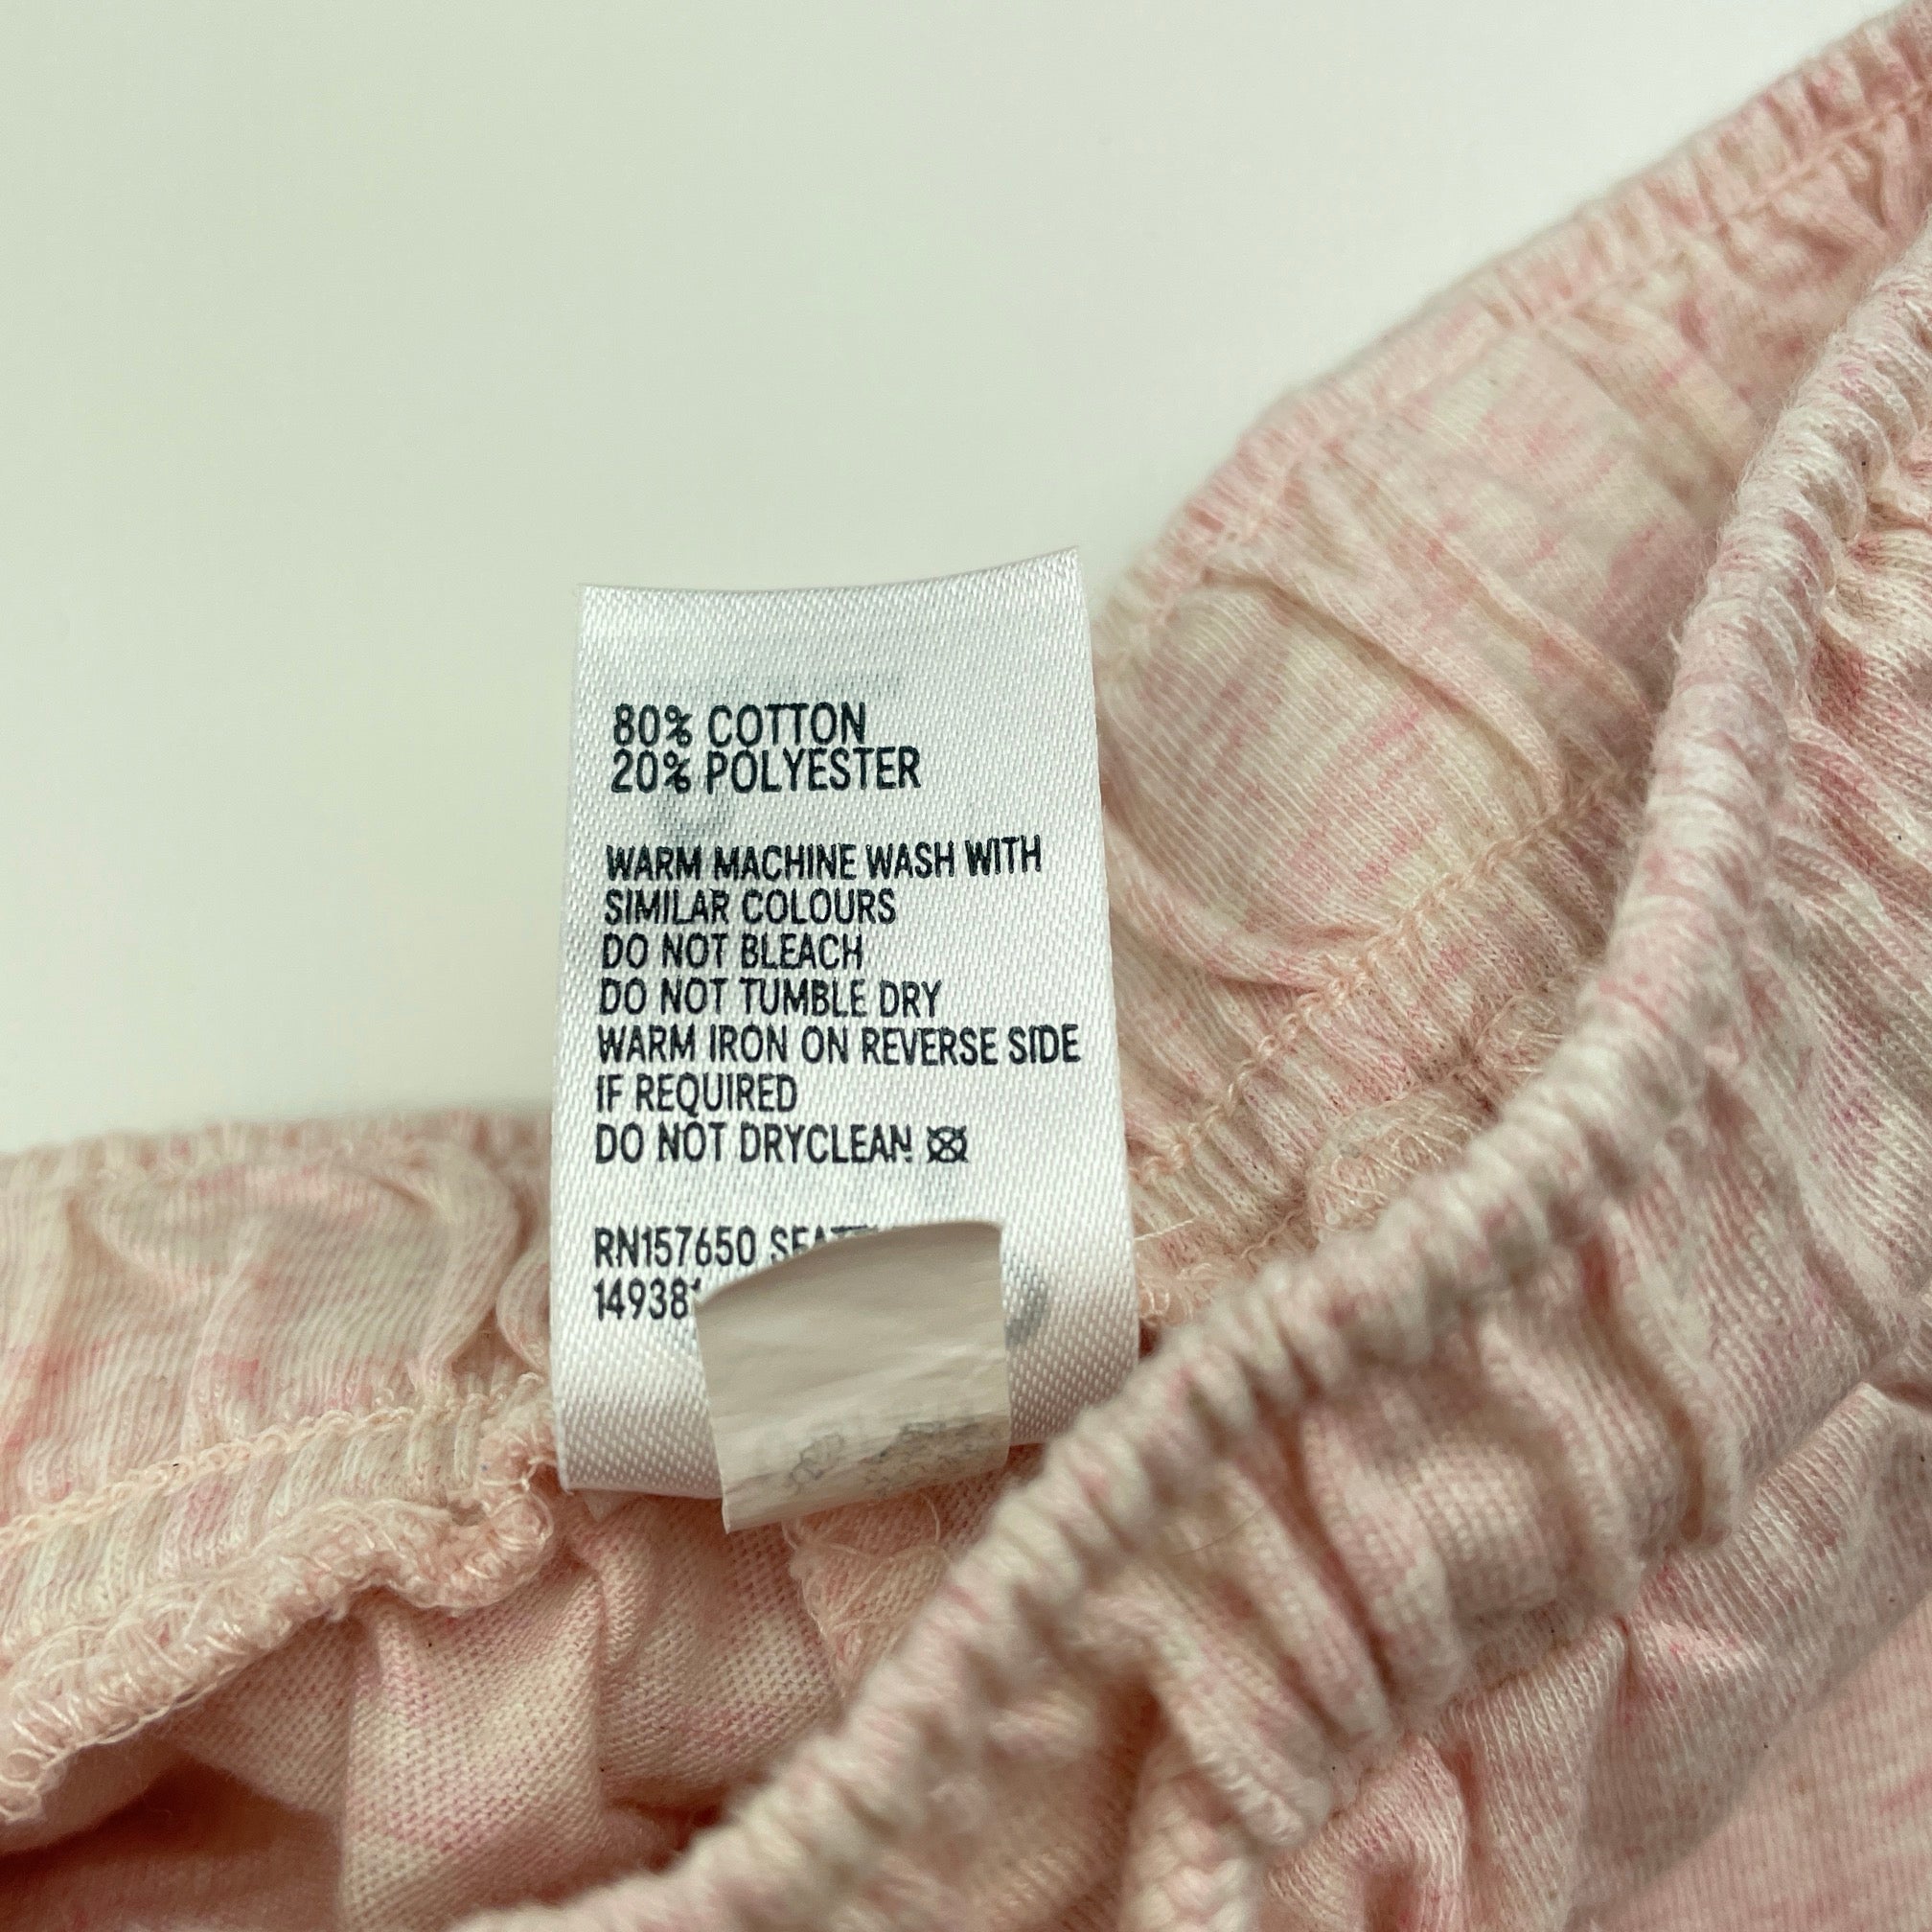 80% COTTON
20% POLYESTER
WARM MACHINE WASH WITH
SIMILAR COLOURS
DO NOT BLEACH
DO NOT TUMBLE DRY
WARM IRON ON REVERSE SIDE
IF REQUIRED
DO NOT DRYCLEAN
RN157650